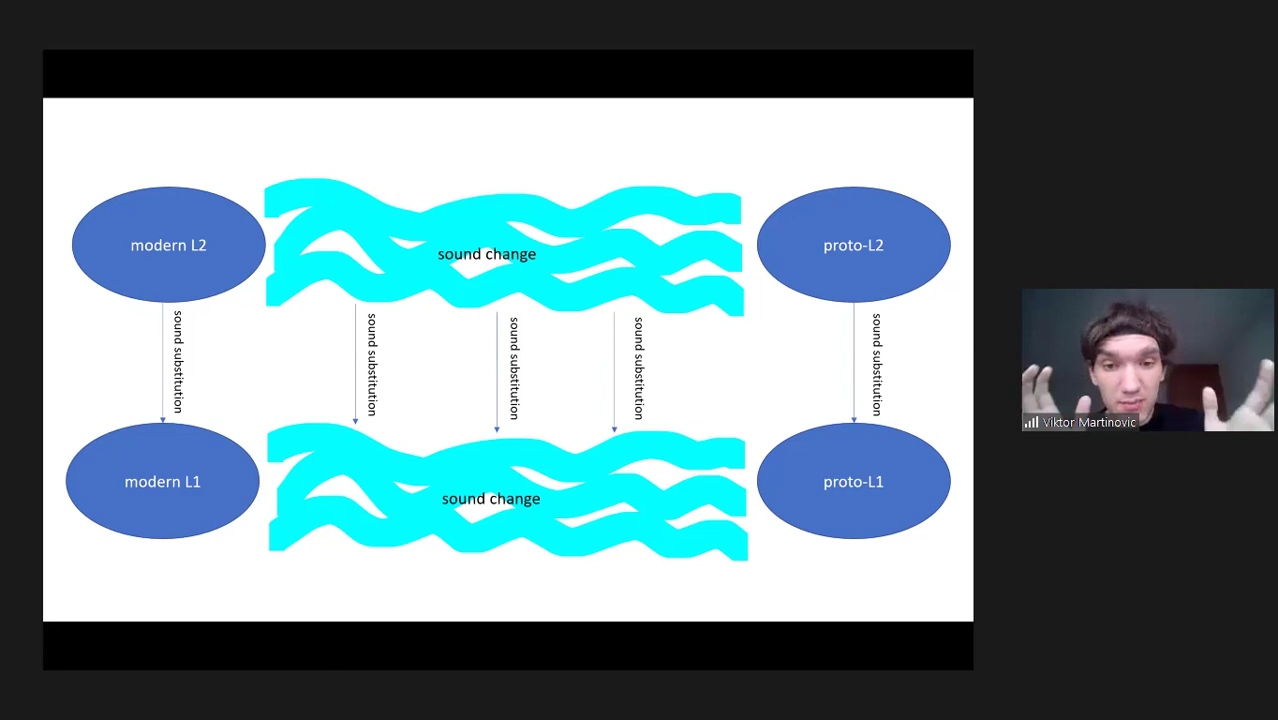 modern L2
sound change
proto-L2
sound substitution
sound substitution
sound substitution
sound substitution
sound substitution
modern L1
sound change
proto-L1
Viktor Martinovic